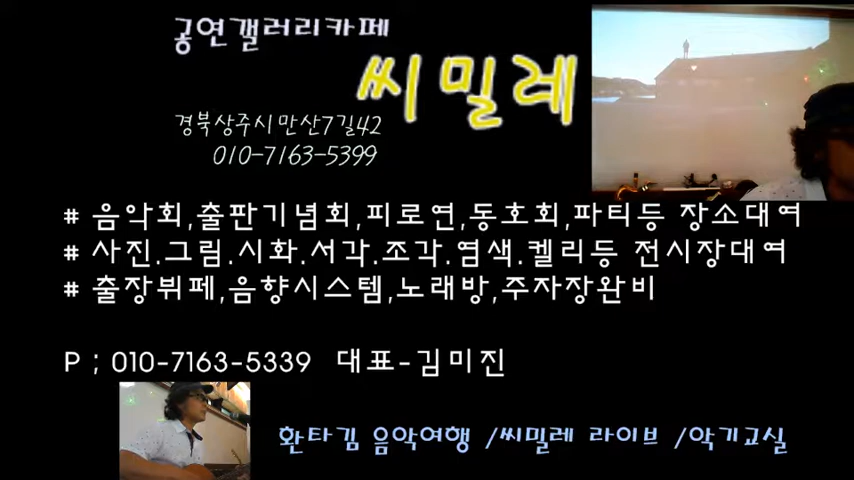 공연갤러리카페
씨밀레
경북상주시만산7길42
010-7163-5399
# 음악회,출판기념회,피로연,동호회,파티등 장소대여
# 사진.그림.시화.서각.조각.염색.켈리등 전시장대여
# 출장뷔페,음향시스템,노래방,주차장완비
P ; 010-7163-5339 대표-김미진
환타김 음악여행 /씨밀레 라이브 /악기교실